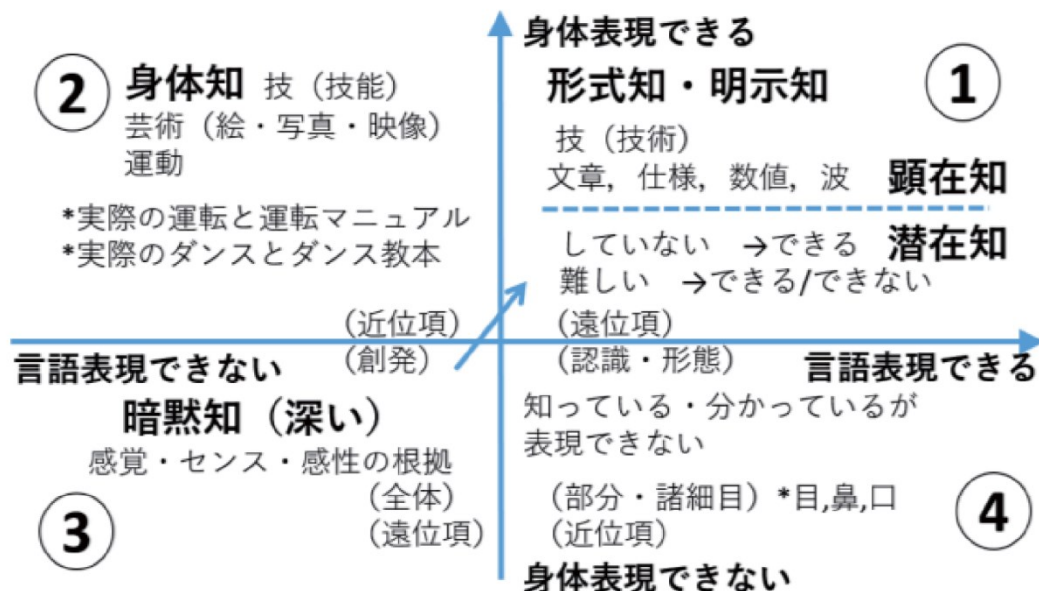 身体表現できる
② 身体知 技（技能）
芸術（絵・写真・映像）
運動
*実際の運転と運転マニュアル
*実際のダンスとダンス教本
形式知・明示知 ①
技（技術）
文章，仕様，数値，波 顕在知
していない →できる 潜在知
難しい →できる/できない
（近位項）
（創発）
（遠位項）
（認識・形態）
言語表現できない
言語表現できる
暗黙知（深い）
感覚・センス・感性の根拠
（全体）
（遠位項）
③
知っている・分かっているが
表現できない
（部分・諸細目）*目,鼻,口
（近位項）
④
身体表現できない